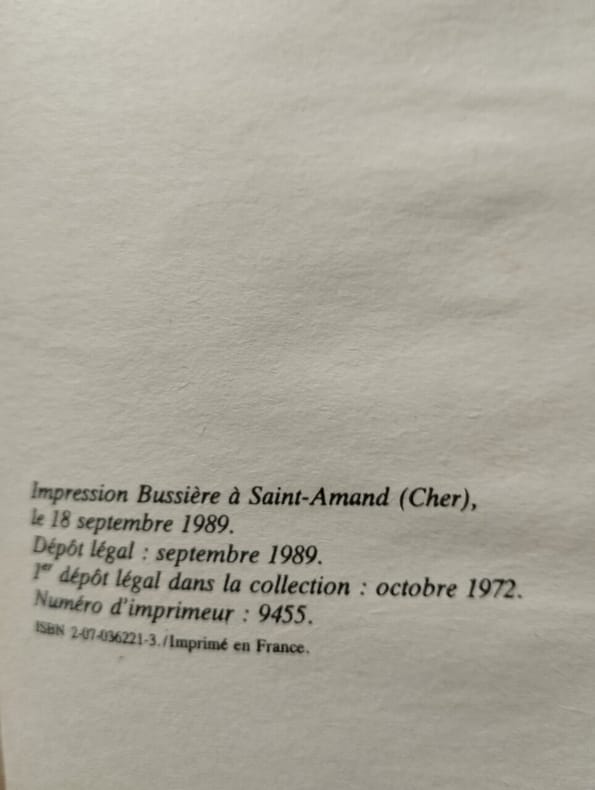 Impression Bussière à Saint-Amand (Cher),
le 18 septembre 1989.
Dépôt légal : septembre 1989.
1er dépôt légal dans la collection : octobre 1972.
Numéro d'imprimeur : 9455.
ISBN 2-07-036221-3./Imprimé en France.